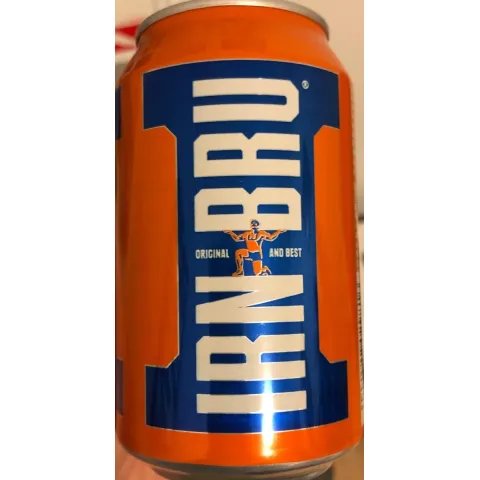 IRN BRU®
ORIGINAL AND BEST